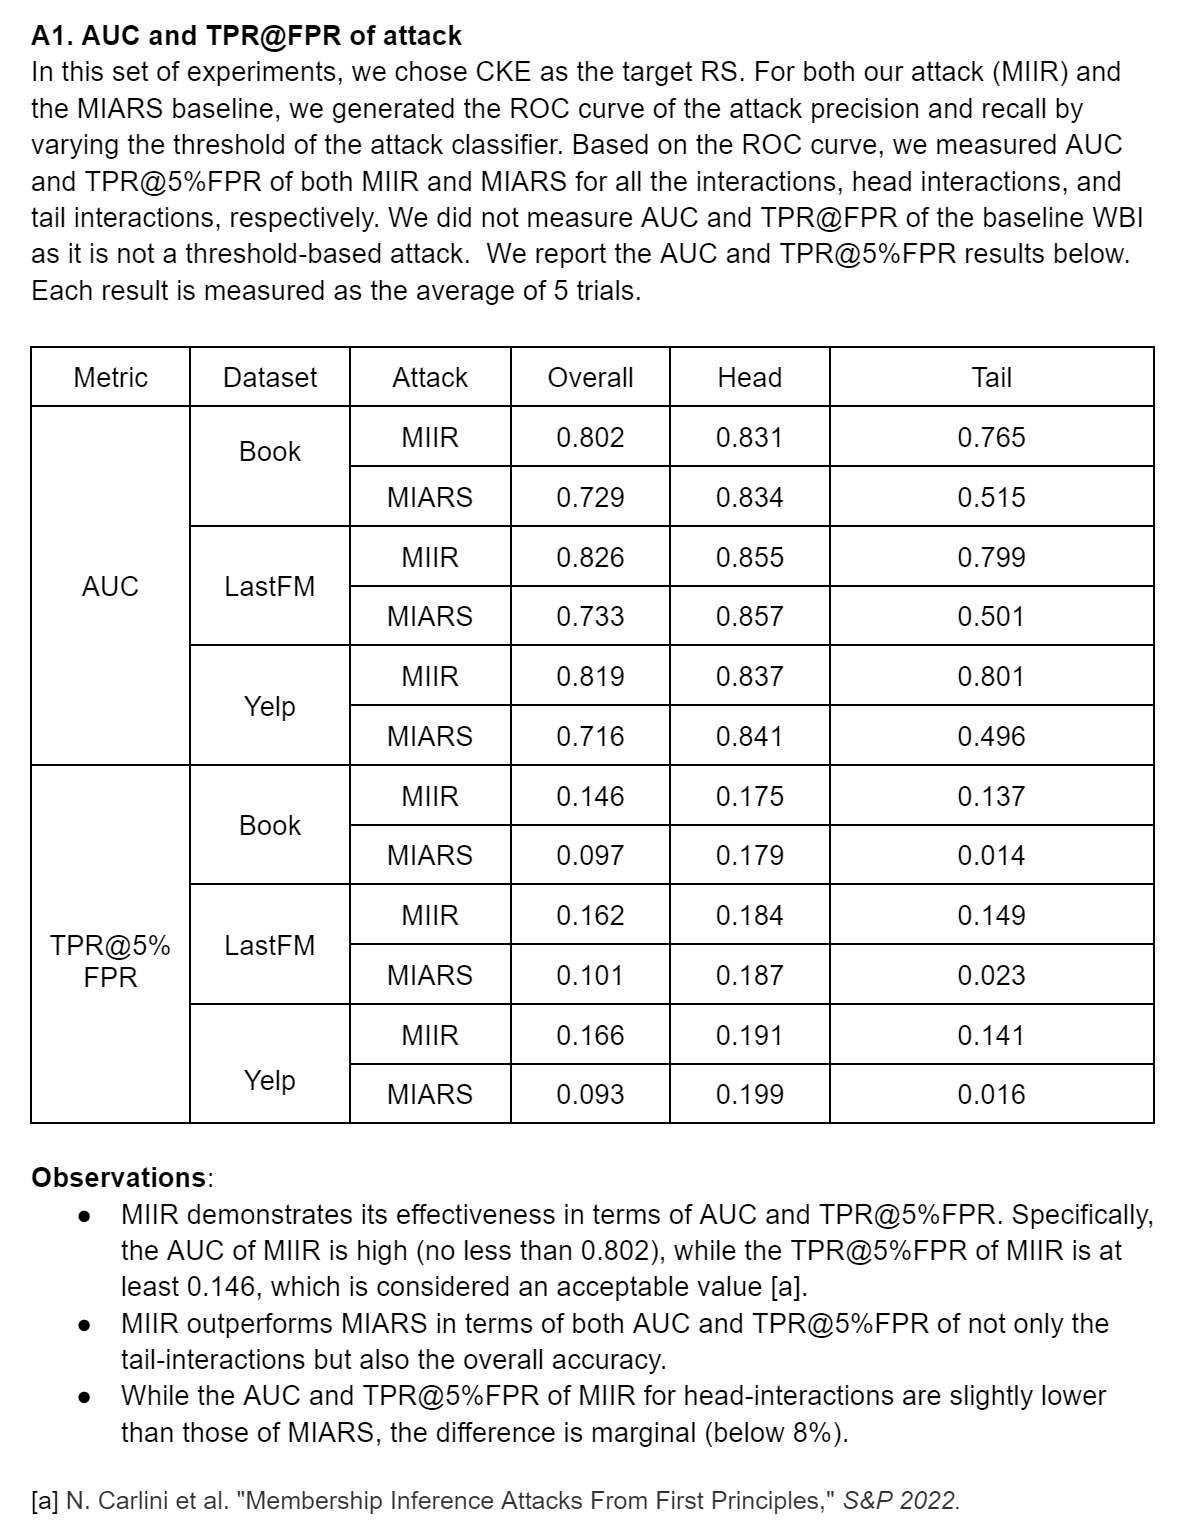 A1. AUC and TPR@FPR of attack
In this set of experiments, we chose CKE as the target RS. For both our attack (MIIR) and
the MIARS baseline, we generated the ROC curve of the attack precision and recall by
varying the threshold of the attack classifier. Based on the ROC curve, we measured AUC
and TPR@5%FPR of both MIIR and MIARS for all the interactions, head interactions, and
tail interactions, respectively. We did not measure AUC and TPR@FPR of the baseline WBI
as it is not a threshold-based attack.  We report the AUC and TPR@5%FPR results below.
Each result is measured as the average of 5 trials.
Metric Dataset Attack Overall Head Tail
AUC Book MIIR 0.802 0.831 0.765
MIARS 0.729 0.834 0.515
LastFM MIIR 0.826 0.855 0.799
MIARS 0.733 0.857 0.501
Yelp MIIR 0.819 0.837 0.801
MIARS 0.716 0.841 0.496
TPR@5%
FPR Book MIIR 0.146 0.175 0.137
MIARS 0.097 0.179 0.014
LastFM MIIR 0.162 0.184 0.149
MIARS 0.101 0.187 0.023
Yelp MIIR 0.166 0.191 0.141
MIARS 0.093 0.199 0.016
Observations:
● MIIR demonstrates its effectiveness in terms of AUC and TPR@5%FPR. Specifically,
the AUC of MIIR is high (no less than 0.802), while the TPR@5%FPR of MIIR is at
least 0.146, which is considered an acceptable value [a].
● MIIR outperforms MIARS in terms of both AUC and TPR@5%FPR of not only the
tail-interactions but also the overall accuracy.
● While the AUC and TPR@5%FPR of MIIR for head-interactions are slightly lower
than those of MIARS, the difference is marginal (below 8%).
[a] N. Carlini et al. "Membership Inference Attacks From First Principles," S&P 2022.